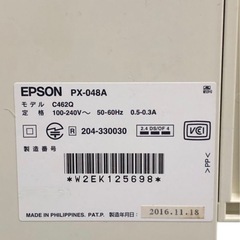 EPSON PX-048A
モデル C462Q
定格 100-240V～ 50-60Hz 0.5-0.3A
R 204-330030
2.4 DS/OF 4
VCCI
製造番号
*W2EK125698*
MADE IN PHILIPPINES. PAT.P. 製造年月日/ 2016.11.18
>PP<